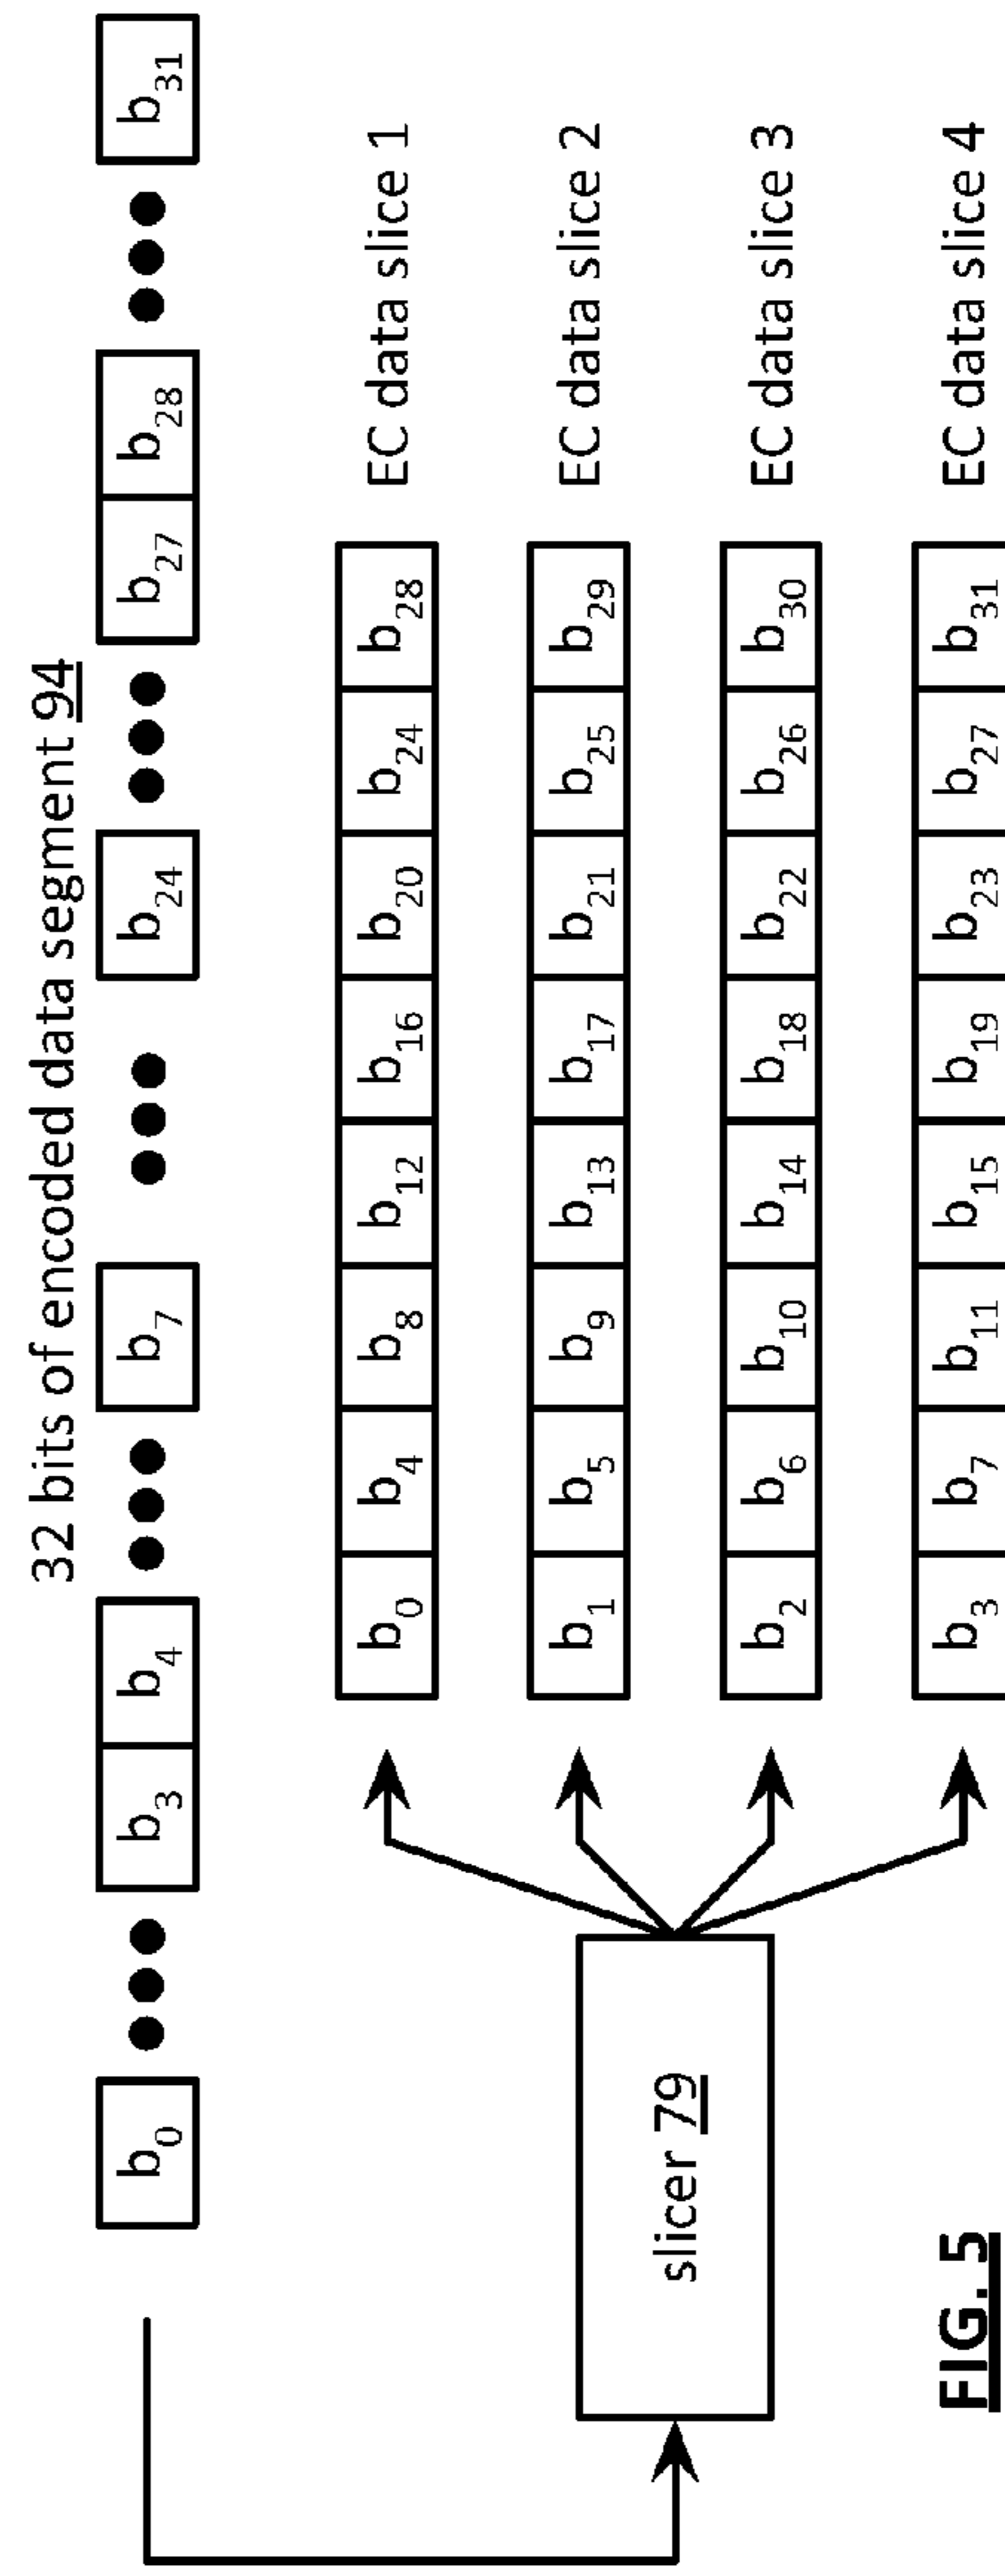 32 bits of encoded data segment 94
b0 ●●● b3 b4 ●●● b7 ●●● b24 ●●● b27 b28 ●●● b31
b0 b4 b8 b12 b16 b20 b24 b28 EC data slice 1
b1 b5 b9 b13 b17 b21 b25 b29 EC data slice 2
slicer 79
b2 b6 b10 b14 b18 b22 b26 b30 EC data slice 3
b3 b7 b11 b15 b19 b23 b27 b31 EC data slice 4
FIG. 5